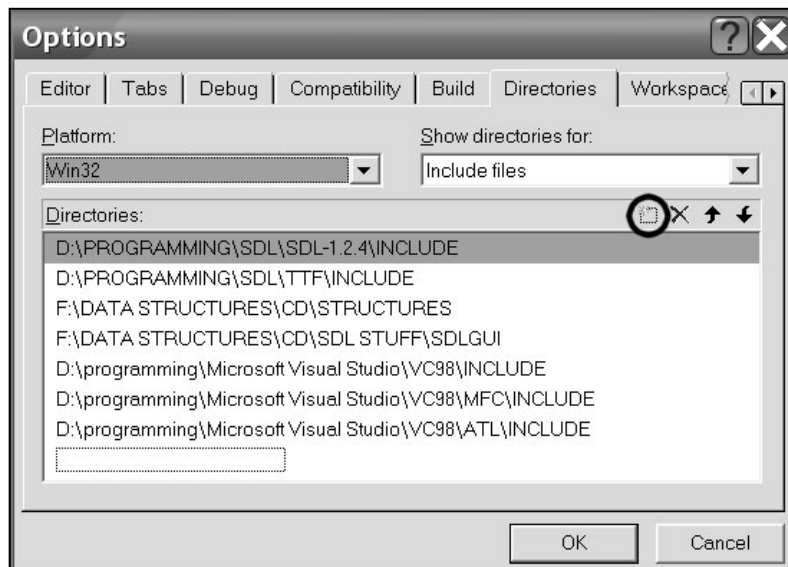 Options
Editor Tabs Debug Compatibility Build Directories Workspace
Platform: Show directories for:
Win32 Include files
Directories:
D:\PROGRAMMING\SDL\SDL-1.2.4\INCLUDE
D:\PROGRAMMING\SDL\TTF\INCLUDE
F:\DATA STRUCTURES\CD\STRUCTURES
F:\DATA STRUCTURES\CD\SDL STUFF\SDLGUI
D:\programming\Microsoft Visual Studio\VC98\INCLUDE
D:\programming\Microsoft Visual Studio\VC98\MFC\INCLUDE
D:\programming\Microsoft Visual Studio\VC98\ATL\INCLUDE
OK Cancel